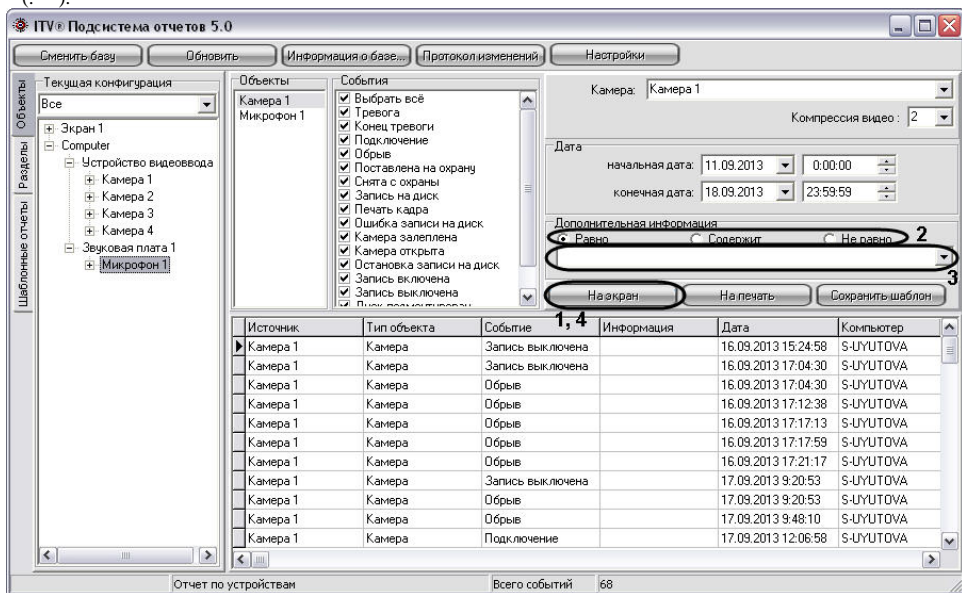 (. ).
ITV® Подсистема отчетов 5.0
Сменить базу Обновить Информация о базе... Протокол изменений Настройки
Объекты
Разделы
Шаблонные отчеты
Текущая конфигурация
Все
Экран 1
Computer
Устройство видеоввода
Камера 1
Камера 2
Камера 3
Камера 4
Звуковая плата 1
Микрофон 1
Объекты
Камера 1
Микрофон 1
События
Выбрать всё
Тревога
Конец тревоги
Подключение
Обрыв
Поставлена на охрану
Снята с охраны
Запись на диск
Печать кадра
Ошибка записи на диск
Камера залеплена
Камера открыта
Остановка записи на диск
Запись включена
Запись выключена
Камера: Камера 1
Компрессия видео : 2
Дата
начальная дата: 11.09.2013 0:00:00
конечная дата: 18.09.2013 23:59:59
Дополнительная информация
Равно Содержит Не равно 2
3
На экран На печать Сохранить шаблон
1, 4
Источник Тип объекта Событие Информация Дата Компьютер
Камера 1 Камера Запись выключена 16.09.2013 15:24:58 S-UYUTOVA
Камера 1 Камера Запись выключена 16.09.2013 17:04:30 S-UYUTOVA
Камера 1 Камера Обрыв 16.09.2013 17:04:30 S-UYUTOVA
Камера 1 Камера Обрыв 16.09.2013 17:12:38 S-UYUTOVA
Камера 1 Камера Обрыв 16.09.2013 17:17:13 S-UYUTOVA
Камера 1 Камера Обрыв 16.09.2013 17:17:59 S-UYUTOVA
Камера 1 Камера Обрыв 16.09.2013 17:21:17 S-UYUTOVA
Камера 1 Камера Запись выключена 17.09.2013 9:20:53 S-UYUTOVA
Камера 1 Камера Обрыв 17.09.2013 9:20:53 S-UYUTOVA
Камера 1 Камера Обрыв 17.09.2013 9:48:10 S-UYUTOVA
Камера 1 Камера Подключение 17.09.2013 12:06:58 S-UYUTOVA
Отчет по устройствам Всего событий 68